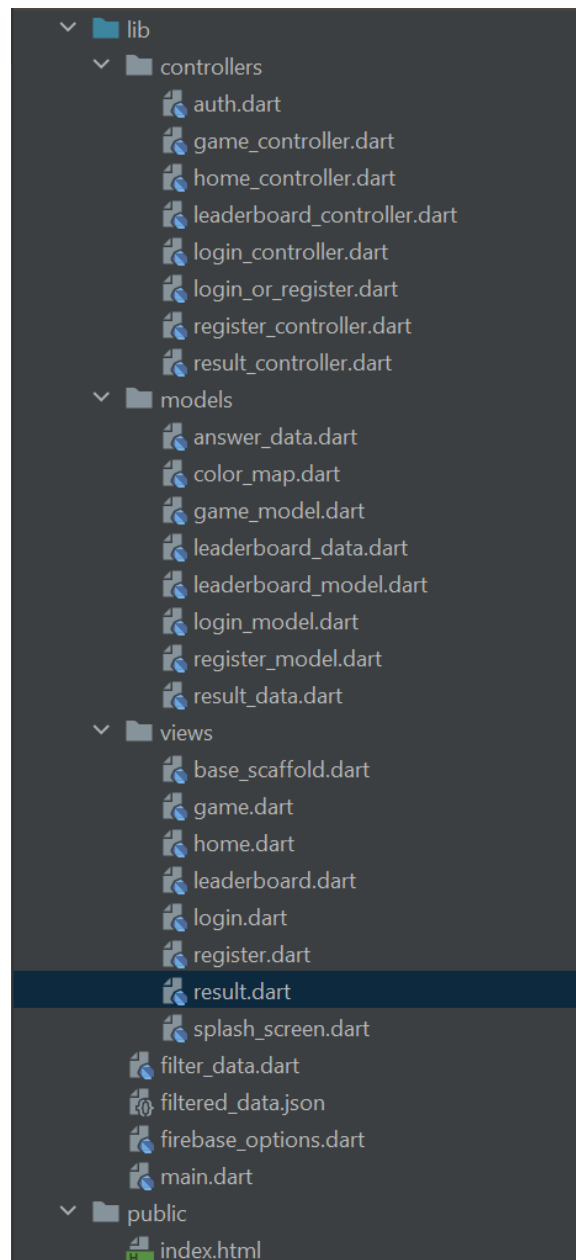 lib
controllers
auth.dart
game_controller.dart
home_controller.dart
leaderboard_controller.dart
login_controller.dart
login_or_register.dart
register_controller.dart
result_controller.dart
models
answer_data.dart
color_map.dart
game_model.dart
leaderboard_data.dart
leaderboard_model.dart
login_model.dart
register_model.dart
result_data.dart
views
base_scaffold.dart
game.dart
home.dart
leaderboard.dart
login.dart
register.dart
result.dart
splash_screen.dart
filter_data.dart
filtered_data.json
firebase_options.dart
main.dart
public
index.html